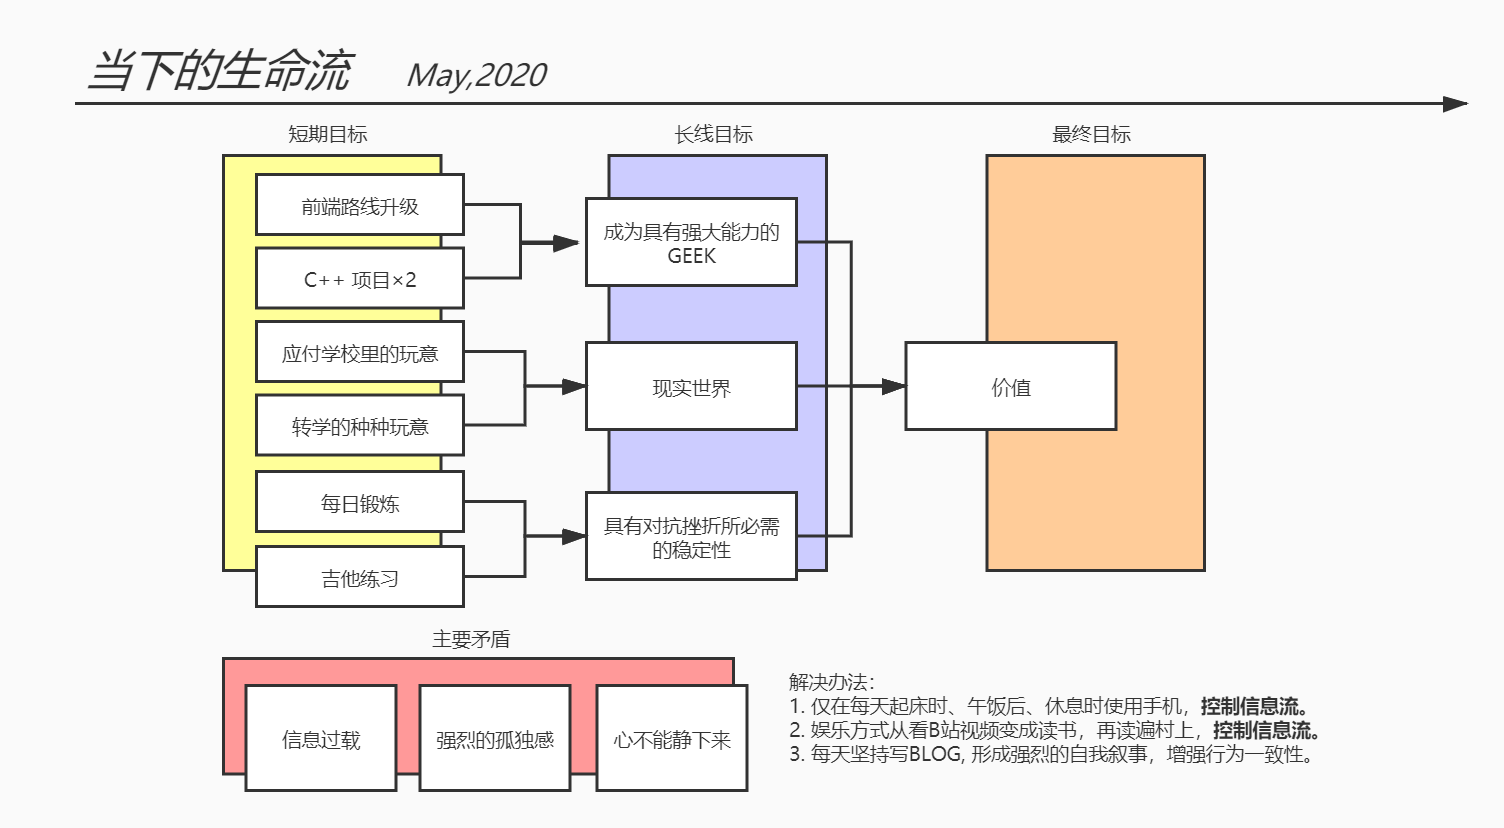 当下的生命流 May,2020
短期目标 长线目标 最终目标
前端路线升级
C++ 项目×2
应付学校里的玩意
转学的种种玩意
每日锻炼
吉他练习
成为具有强大能力的
GEEK
现实世界
具有对抗挫折所必需
的稳定性
价值
主要矛盾
信息过载
强烈的孤独感
心不能静下来
解决办法：
1. 仅在每天起床时、午饭后、休息时使用手机，控制信息流。
2. 娱乐方式从看B站视频变成读书，再读遍村上，控制信息流。
3. 每天坚持写BLOG, 形成强烈的自我叙事，增强行为一致性。